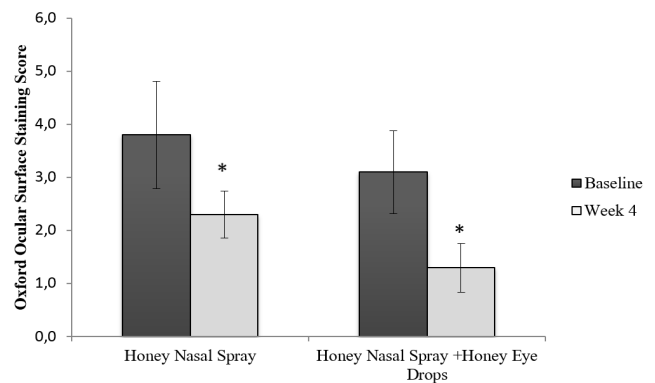 6,0
5,0
4,0
3,0
2,0
1,0
0,0
Oxford Ocular Surface Staining Score
*
*
Baseline
Week 4
Honey Nasal Spray
Honey Nasal Spray +Honey Eye
Drops